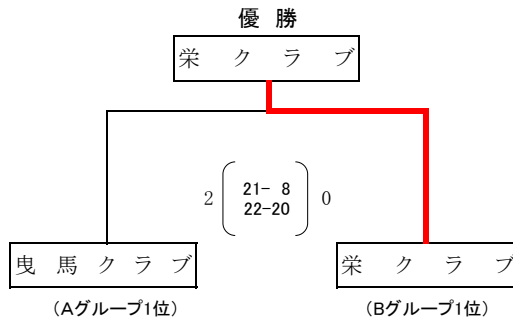 優 勝
栄 ク ラ ブ
2 21- 8 0
22-20
曳 馬 ク ラ ブ 栄 ク ラ ブ
(Aグループ1位) (Bグループ1位)